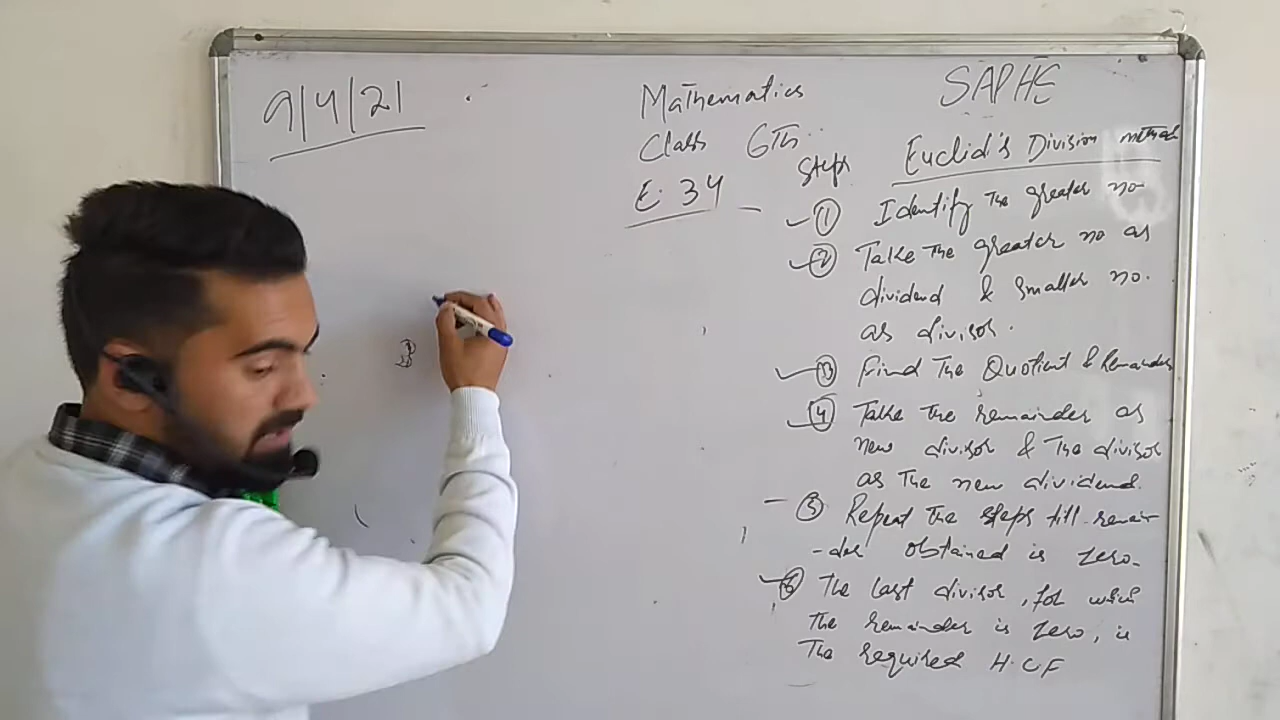 9/4/21
Mathematics
Class 6Th
E: 34
SAPHE
Steps Euclid's Division method
① Identify The greater no
② Take The greater no as
dividend & smaller no.
as divisor.
③ Find The Quotient & Remainder
④ Take The remainder as
new divisor & The divisor
as The new dividend.
⑤ Repeat The steps till remain
-der obtained is zero.
⑥ The last divisor, for which
The remainder is zero, is
The required H.C.F